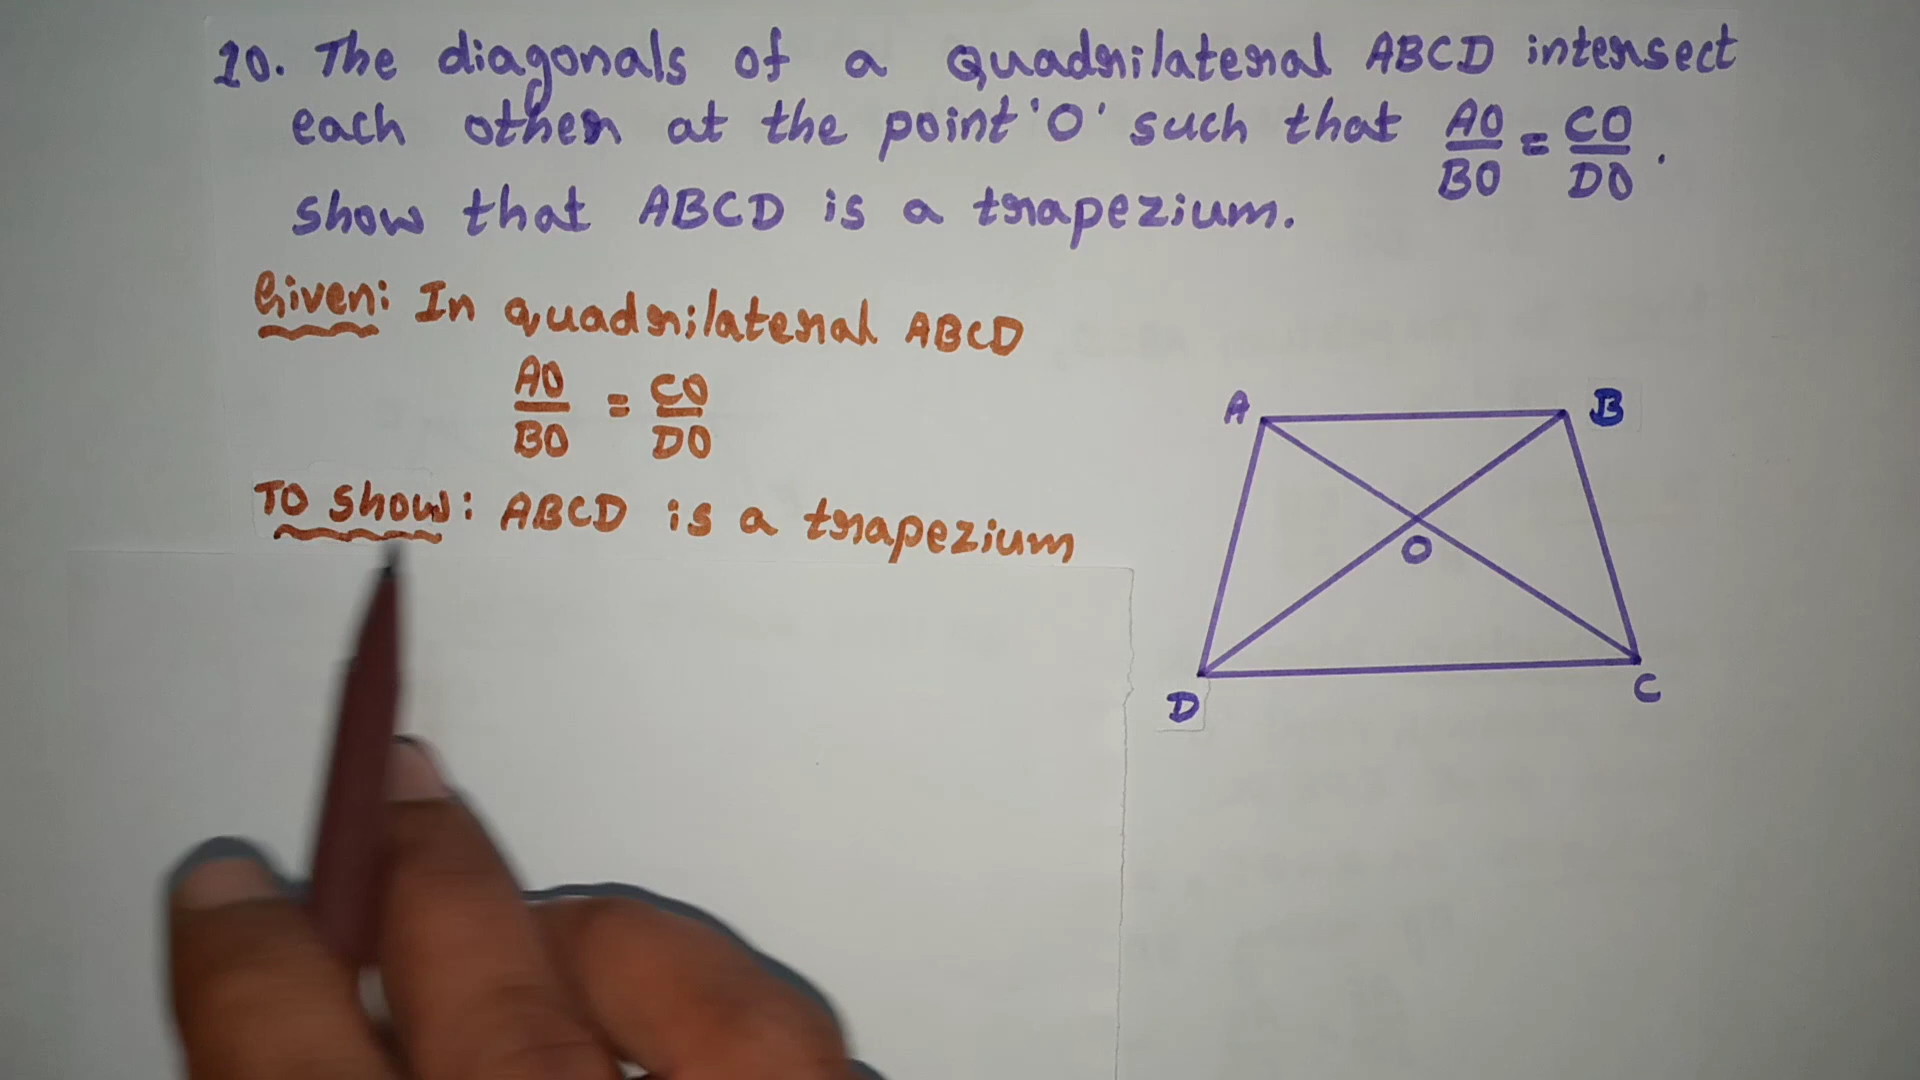 10. The diagonals of a quadrilateral ABCD intersect
each other at the point 'O' such that AO/BO = CO/DO.
show that ABCD is a trapezium.
Given: In quadrilateral ABCD
AO/BO = CO/DO
To show: ABCD is a trapezium
A B
O
D C